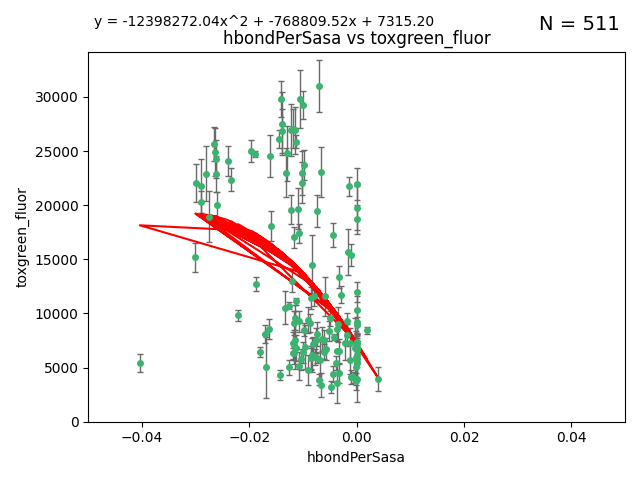 y = -12398272.04x^2 + -768809.52x + 7315.20
N = 511
hbondPerSasa vs toxgreen_fluor
toxgreen_fluor
30000
25000
20000
15000
10000
5000
0
−0.04
−0.02
0.00
0.02
0.04
hbondPerSasa